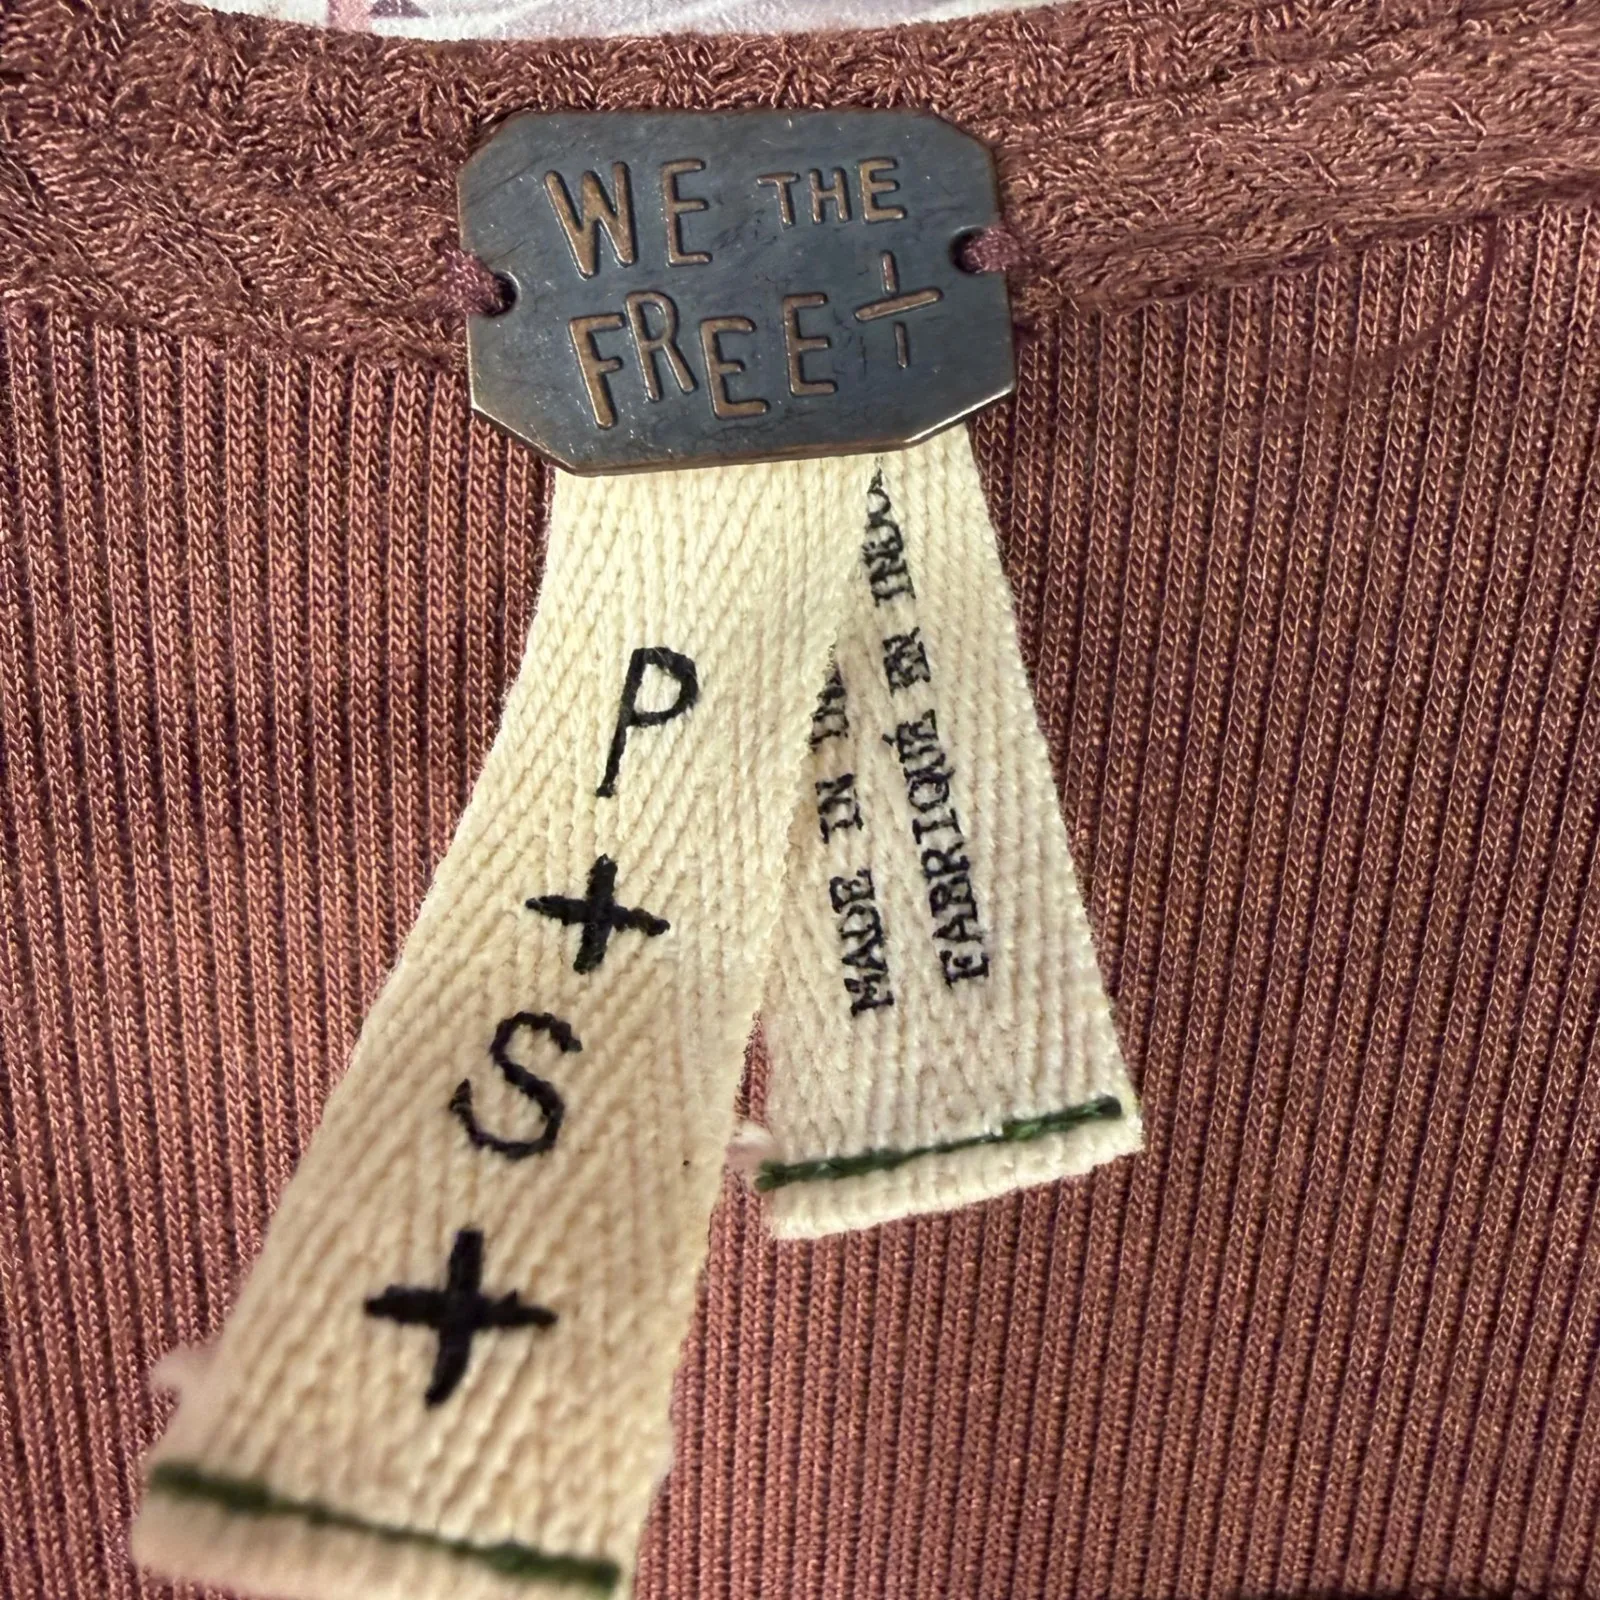 WE THE
FREE+
P
+
S
+
MADE IN
FABRIQUÉ EN